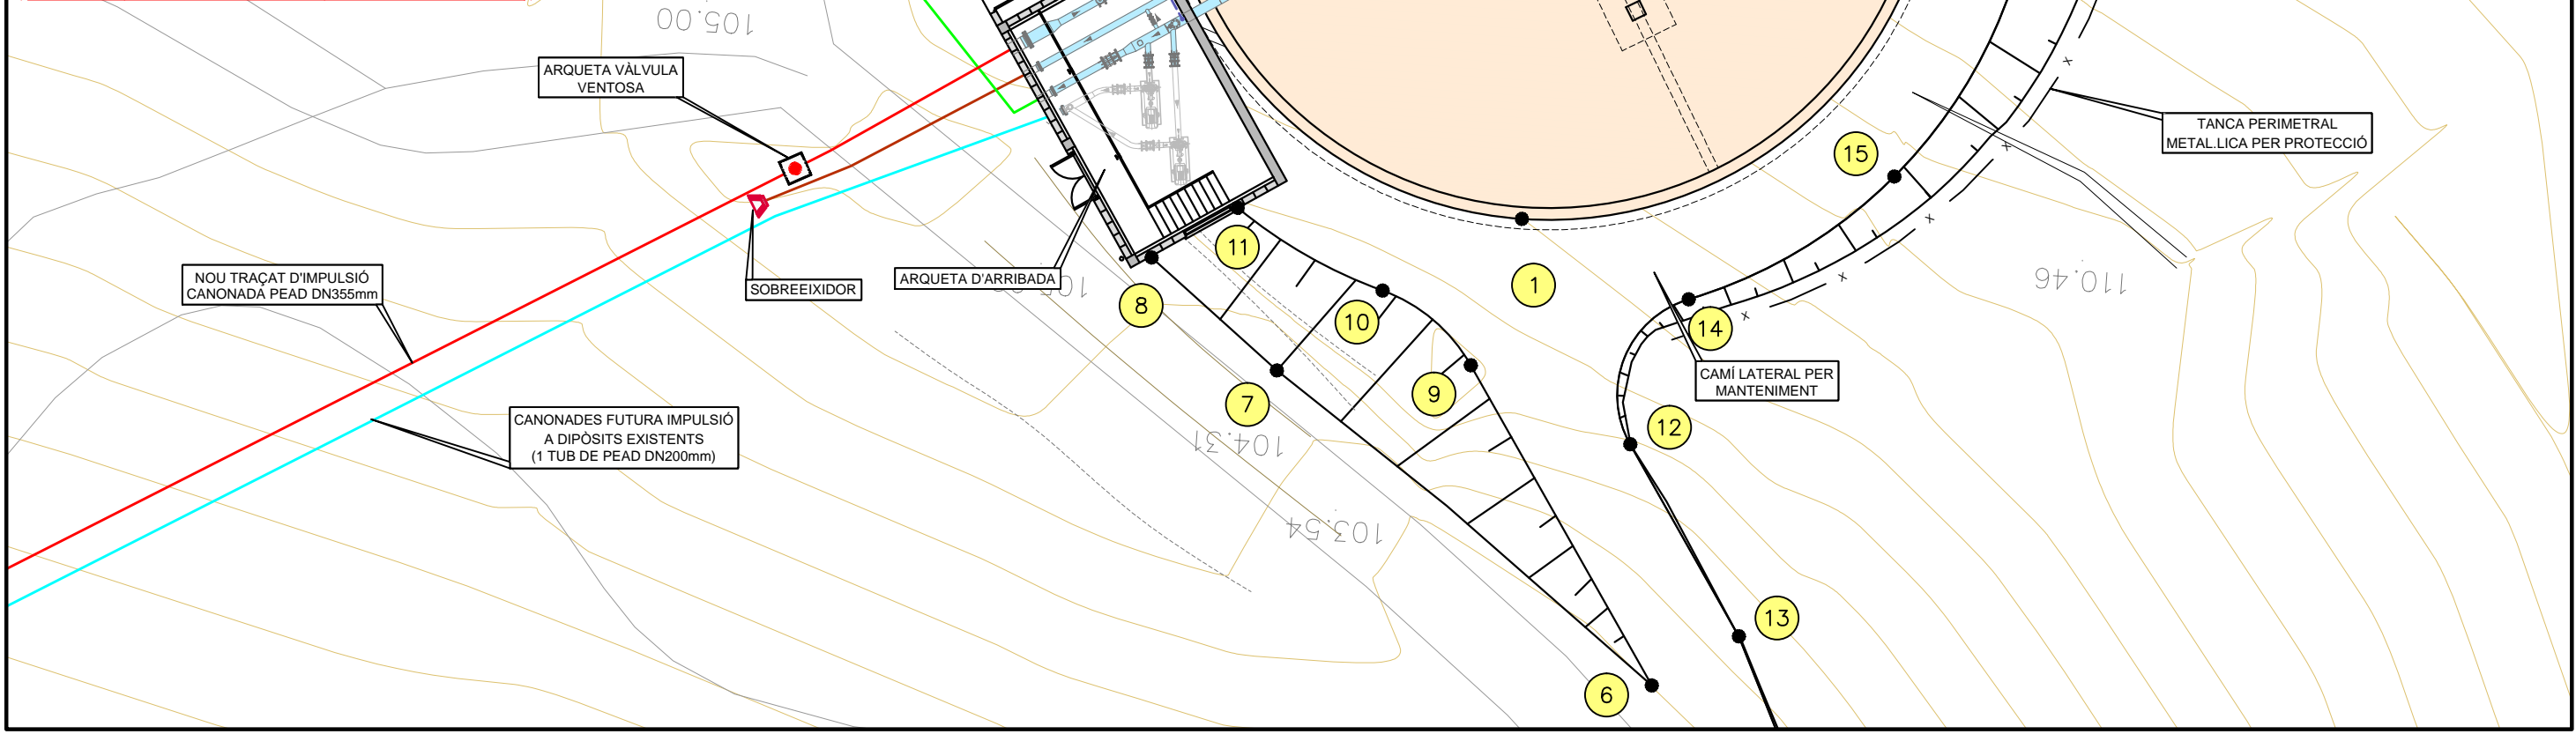 105.00
ARQUETA VÀLVULA
VENTOSA
TANCA PERIMETRAL
METAL.LICA PER PROTECCIÓ
15
11
NOU TRAÇAT D'IMPULSIÓ
CANONADA PEAD DN355mm
SOBREEIXIDOR
ARQUETA D'ARRIBADA
1
110.46
8
10
14
CAMÍ LATERAL PER
MANTENIMENT
9
7
12
CANONADES FUTURA IMPULSIÓ
A DIPÒSITS EXISTENTS
(1 TUB DE PEAD DN200mm)
104.31
103.54
13
6